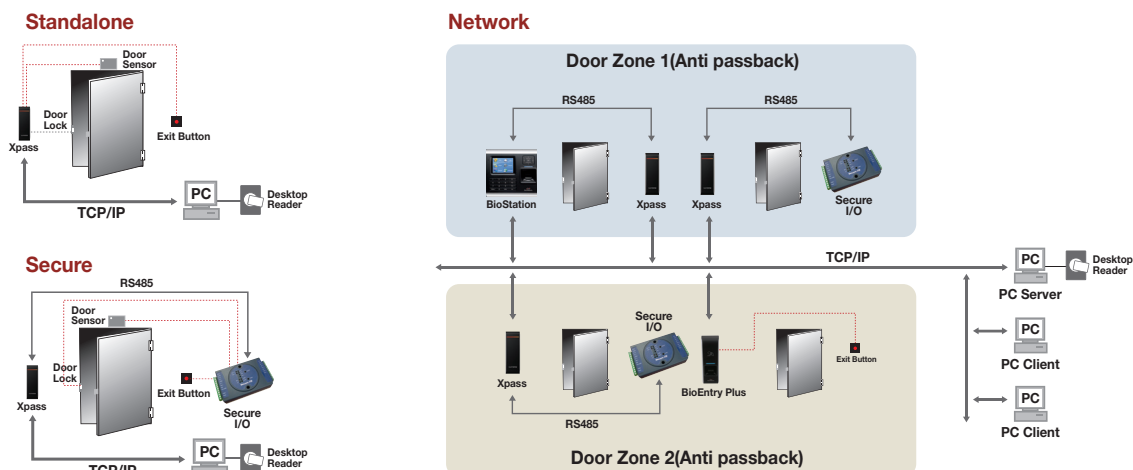 Standalone
Door
Sensor
Door
Lock
Xpass
Exit Button
PC
Desktop
Reader
TCP/IP
Secure
RS485
Door
Sensor
Door
Lock
Xpass
Exit Button
Secure
I/O
PC
Desktop
Reader
TCP/IP
Network
Door Zone 1(Anti passback)
RS485
RS485
BioStation
Xpass
Xpass
Secure
I/O
TCP/IP
PC
Desktop
Reader
PC Server
PC
PC Client
PC
PC Client
Secure
I/O
Xpass
BioEntry Plus
Exit Button
RS485
Door Zone 2(Anti passback)